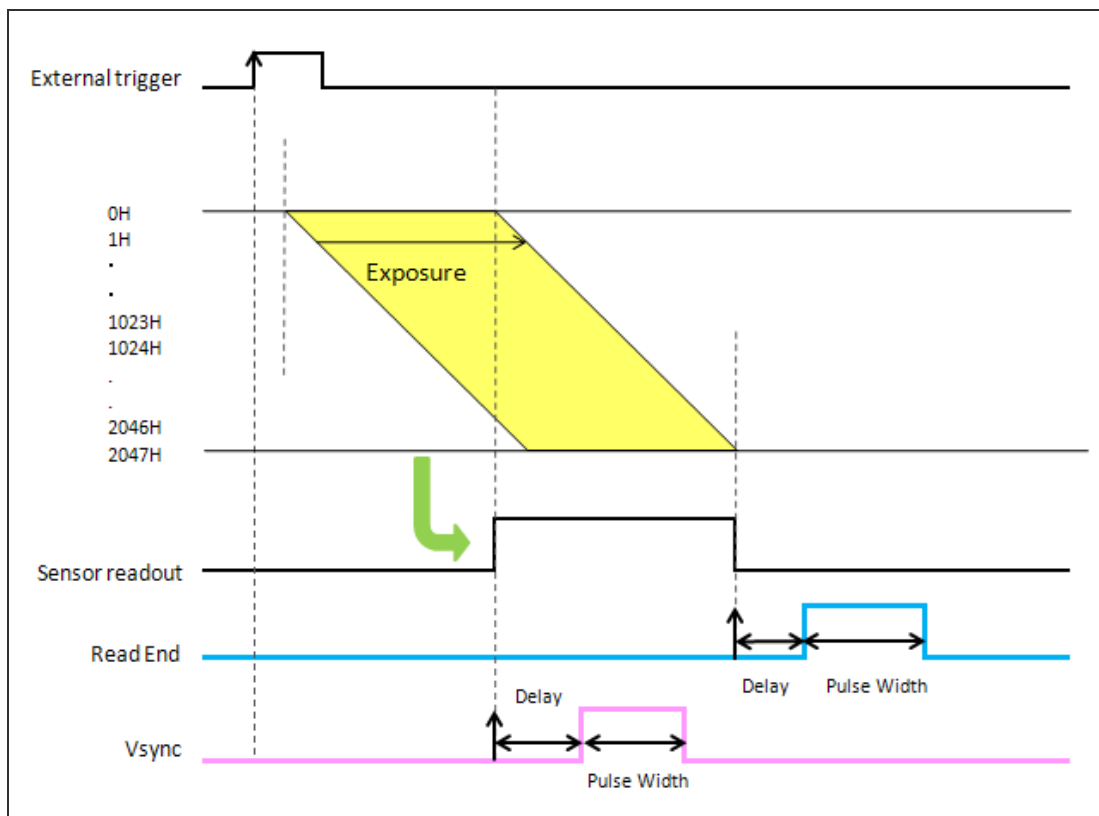 External trigger
0H
1H
.
.
1023H
1024H
.
.
2046H
2047H
Exposure
Sensor readout
Read End
Delay
Pulse Width
Delay
Vsync
Pulse Width